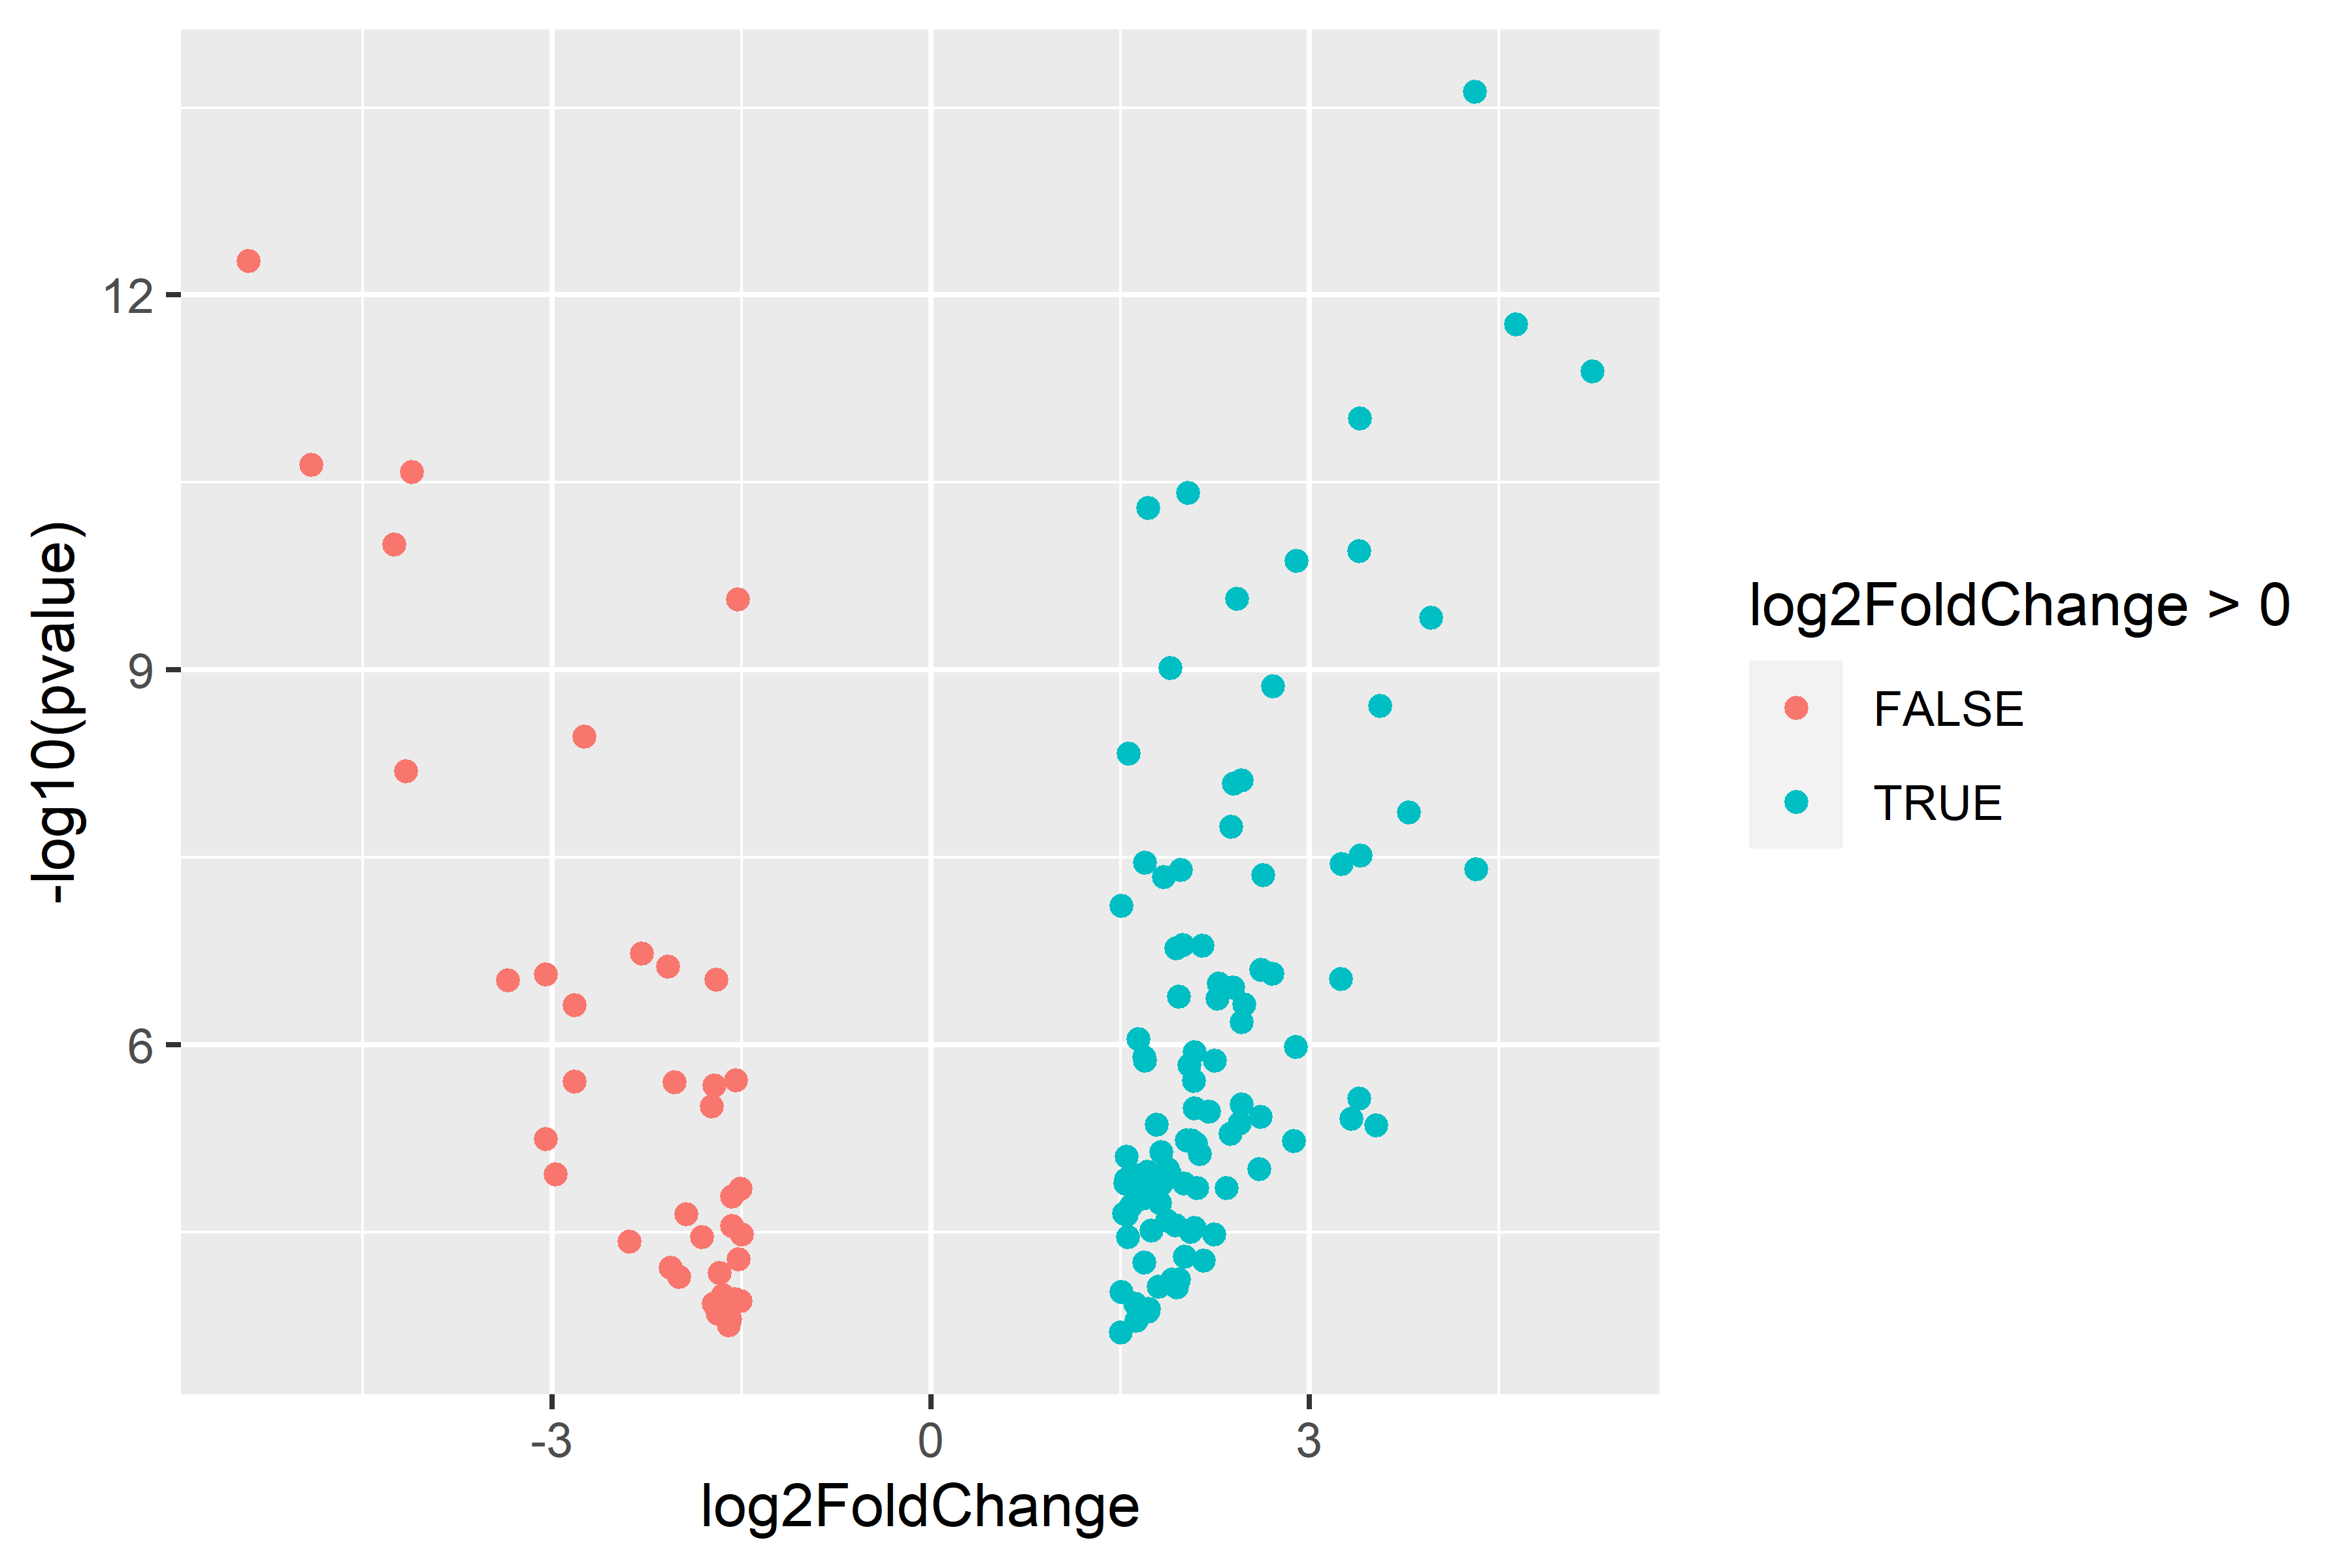 12
9
6
-log10(pvalue)
-3
0
3
log2FoldChange
log2FoldChange > 0
FALSE
TRUE